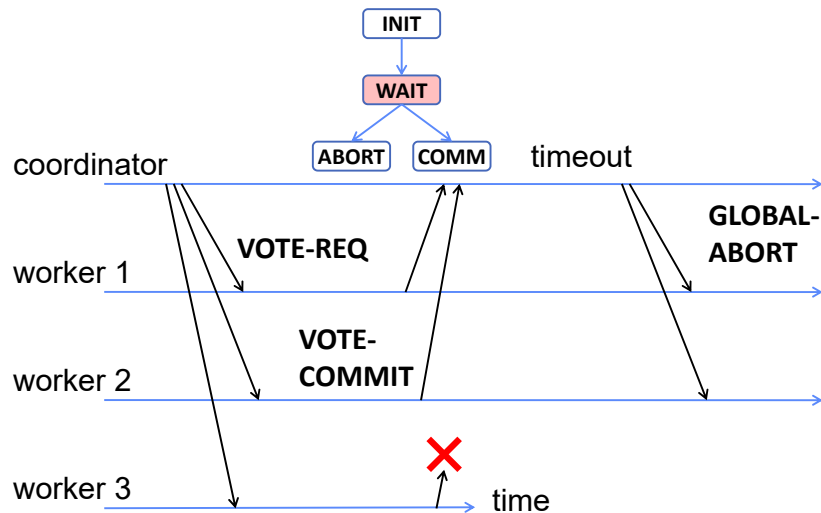 INIT
WAIT
ABORT
COMM
coordinator
timeout
VOTE-REQ
GLOBAL-
ABORT
worker 1
VOTE-
COMMIT
worker 2
worker 3
time